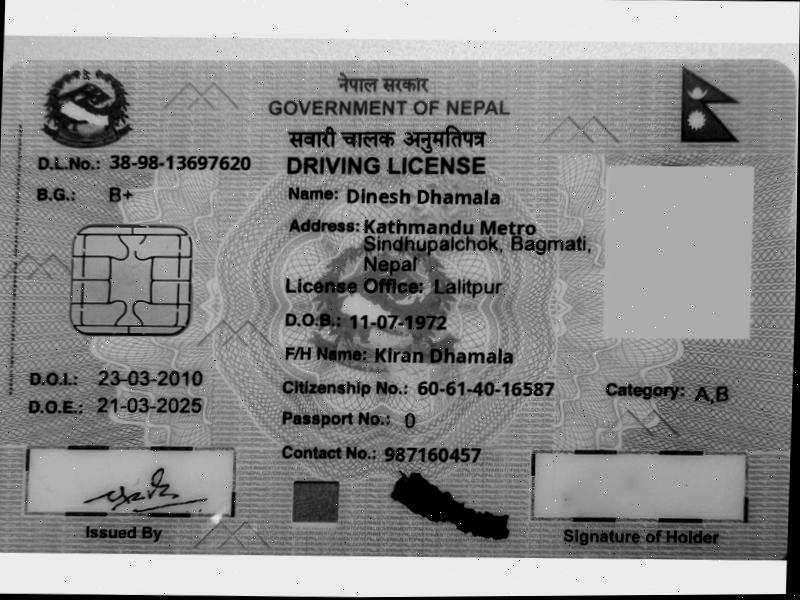 नेपाल सरकार
GOVERNMENT OF NEPAL
सवारी चालक अनुमतिपत्र
DRIVING LICENSE
D.L.No.: 38-98-13697620
B.G.: B+
Name: Dinesh Dhamala
Address: Kathmandu Metro
Sindhupalchok, Bagmati,
Nepal
License Office: Lalitpur
D.O.B.: 11-07-1972
F/H Name: Kiran Dhamala
D.O.I.: 23-03-2010
D.O.E.: 21-03-2025
Citizenship No.: 60-61-40-16587
Category: A,B
Passport No.: 0
Contact No.: 987160457
Issued By
Signature of Holder